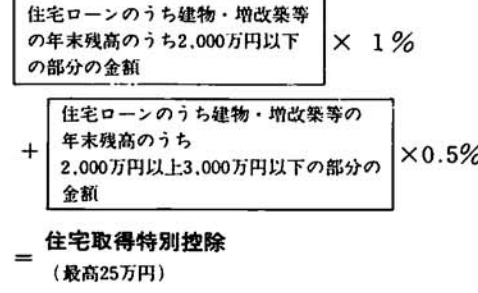 住宅ローンのうち建物・増改築等
の年末残高のうち2,000万円以下
の部分の金額
× 1%
+
住宅ローンのうち建物・増改築等の
年末残高のうち
2,000万円以上3,000万円以下の部分の
金額
×0.5%
= 住宅取得特別控除
（最高25万円）